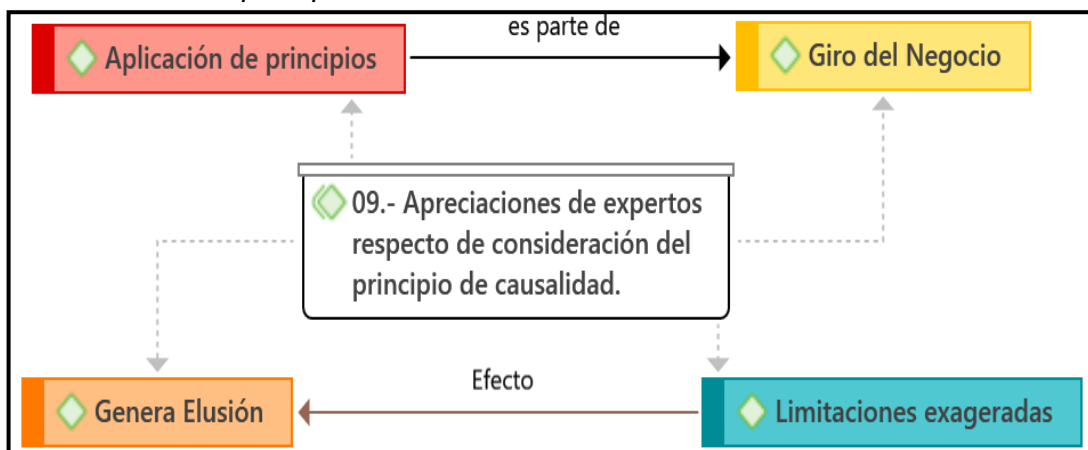 es parte de
Aplicación de principios
Giro del Negocio
09.- Apreciaciones de expertos
respecto de consideración del
principio de causalidad.
Efecto
Genera Elusión
Limitaciones exageradas